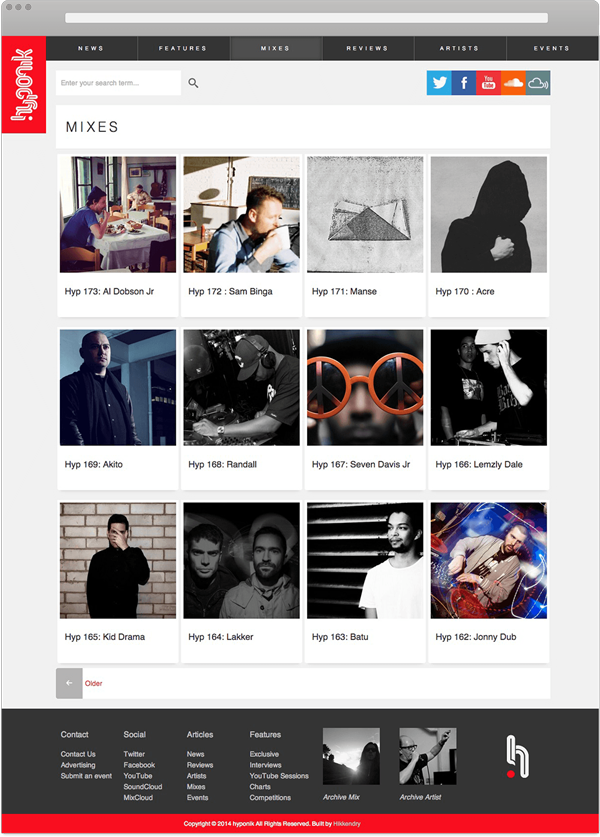 hyponik
NEWS FEATURES MIXES REVIEWS ARTISTS EVENTS
Enter your search term...
You Tube
MIXES
Hyp 173: Al Dobson Jr
Hyp 172 : Sam Binga
Hyp 171: Manse
Hyp 170 : Acre
Hyp 169: Akito
Hyp 168: Randall
Hyp 167: Seven Davis Jr
Hyp 166: Lemzly Dale
Hyp 165: Kid Drama
Hyp 164: Lakker
Hyp 163: Batu
Hyp 162: Jonny Dub
Older
Contact
Contact Us
Advertising
Submit an event
Social
Twitter
Facebook
YouTube
SoundCloud
MixCloud
Articles
News
Reviews
Artists
Mixes
Events
Features
Exclusive
Interviews
YouTube Sessions
Charts
Competitions
Archive Mix
Archive Artist
Copyright © 2014 hyponik All Rights Reserved. Built by Hikkendry